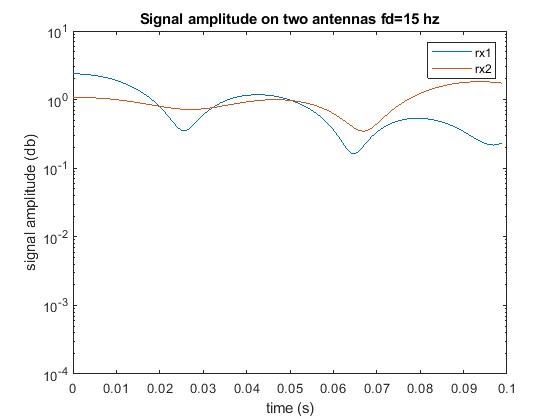 Signal amplitude on two antennas fd=15 hz
10^1
rx1
rx2
10^0
10^-1
10^-2
10^-3
10^-4
signal amplitude (db)
0 0.01 0.02 0.03 0.04 0.05 0.06 0.07 0.08 0.09 0.1
time (s)